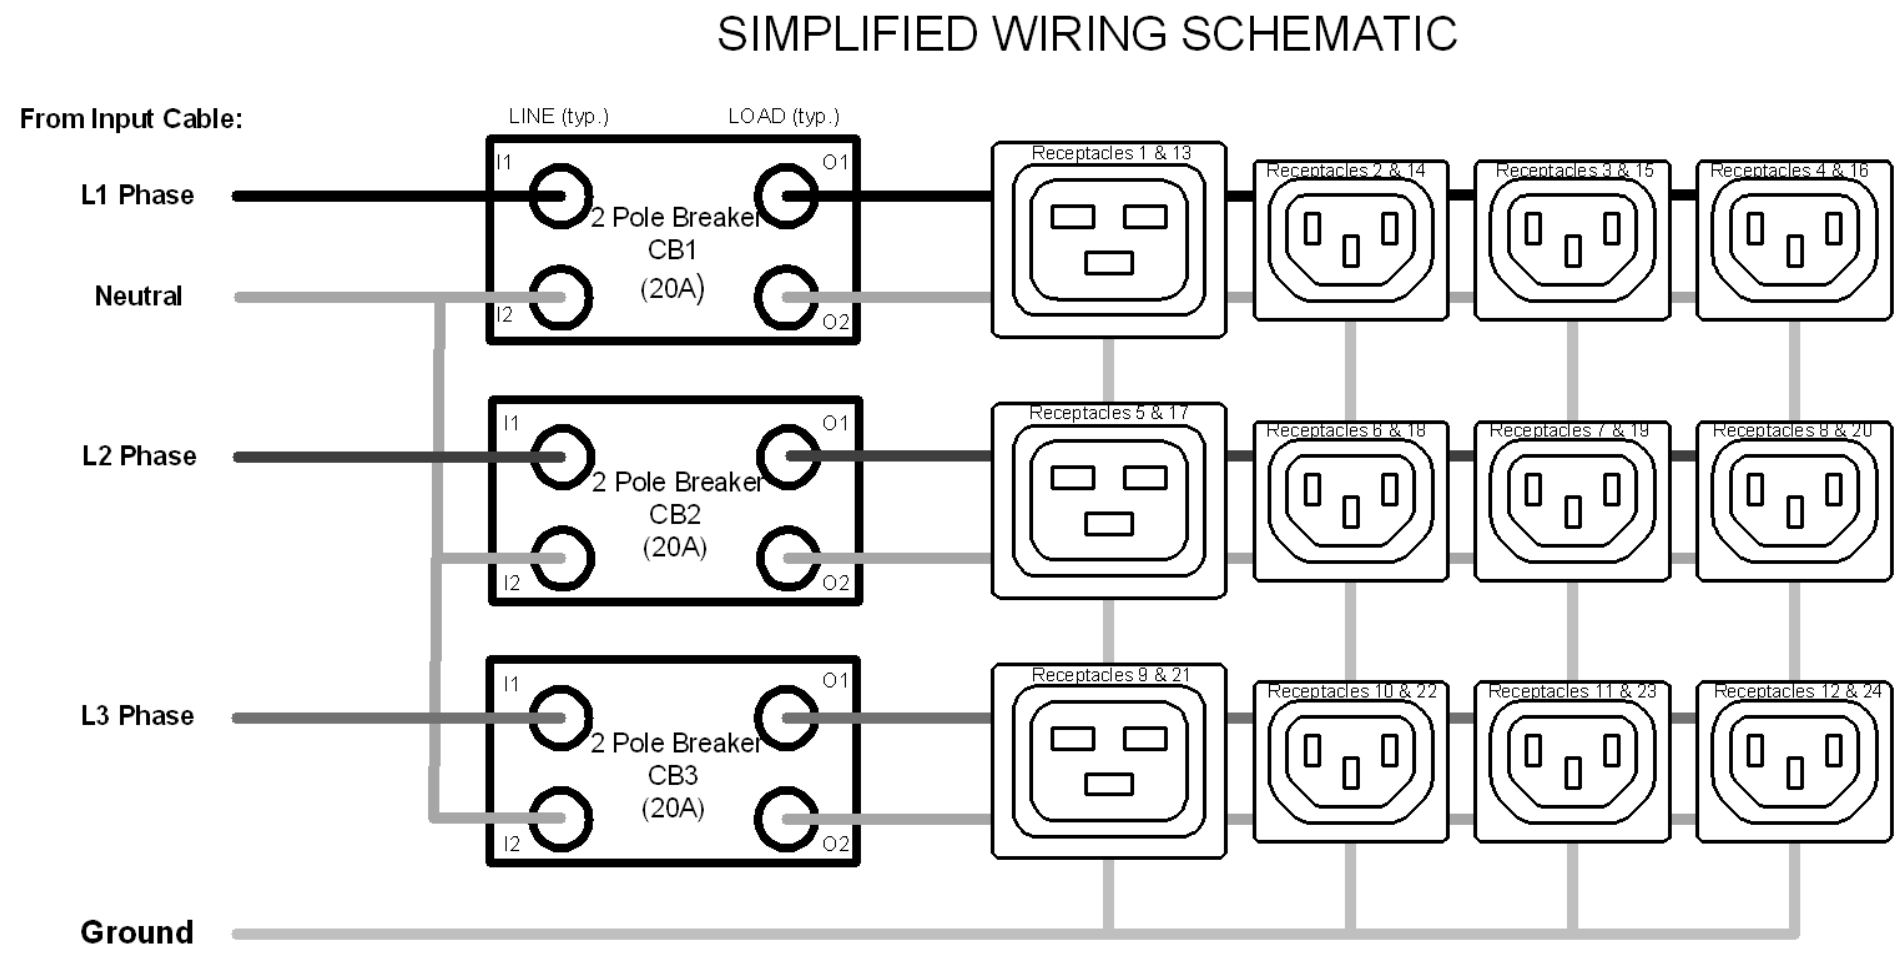 SIMPLIFIED WIRING SCHEMATIC
From Input Cable:
LINE (typ.)
LOAD (typ.)
L1 Phase
Neutral
I1
O1
2 Pole Breaker
CB1
(20A)
I2
O2
Receptacles 1 & 13
Receptacles 2 & 14
Receptacles 3 & 15
Receptacles 4 & 16
L2 Phase
I1
O1
2 Pole Breaker
CB2
(20A)
I2
O2
Receptacles 5 & 17
Receptacles 6 & 18
Receptacles 7 & 19
Receptacles 8 & 20
L3 Phase
I1
O1
2 Pole Breaker
CB3
(20A)
I2
O2
Receptacles 9 & 21
Receptacles 10 & 22
Receptacles 11 & 23
Receptacles 12 & 24
Ground